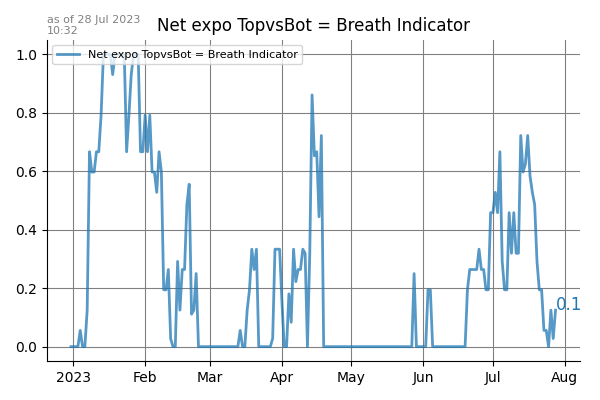 as of 28 Jul 2023
10:32
Net expo TopvsBot = Breath Indicator
Net expo TopvsBot = Breath Indicator
1.0
0.8
0.6
0.4
0.2
0.0
0.1
2023 Feb Mar Apr May Jun Jul Aug